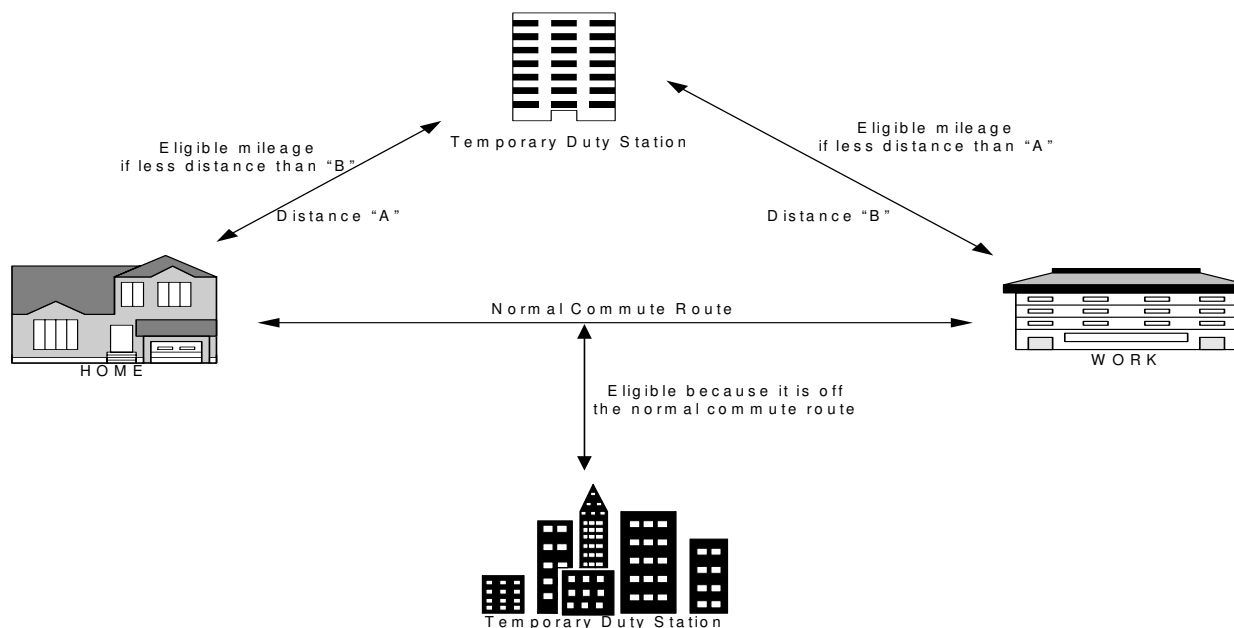 Temporary Duty Station
Eligible mileage
if less distance than “B”
Eligible mileage
if less distance than “A”
Distance “A”
Distance “B”
Normal Commute Route
HOME
WORK
Eligible because it is off
the normal commute route
Temporary Duty Station